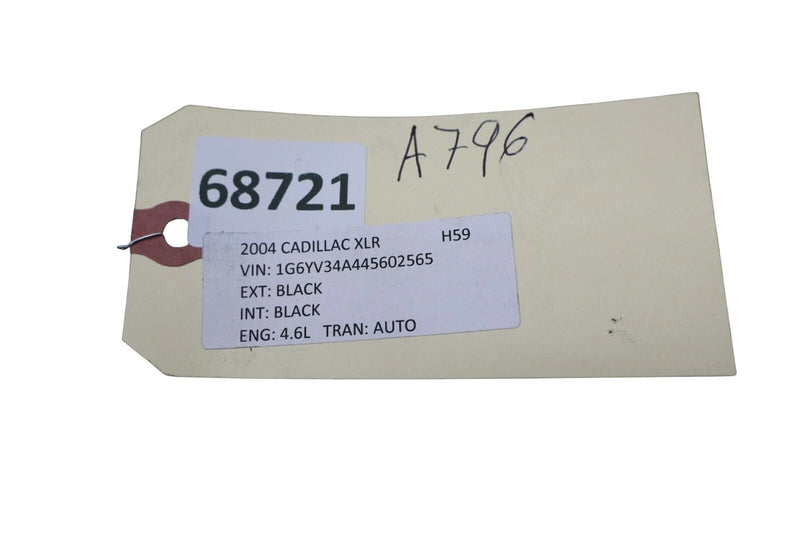 A796
68721
2004 CADILLAC XLR H59
VIN: 1G6YV34A445602565
EXT: BLACK
INT: BLACK
ENG: 4.6L TRAN: AUTO